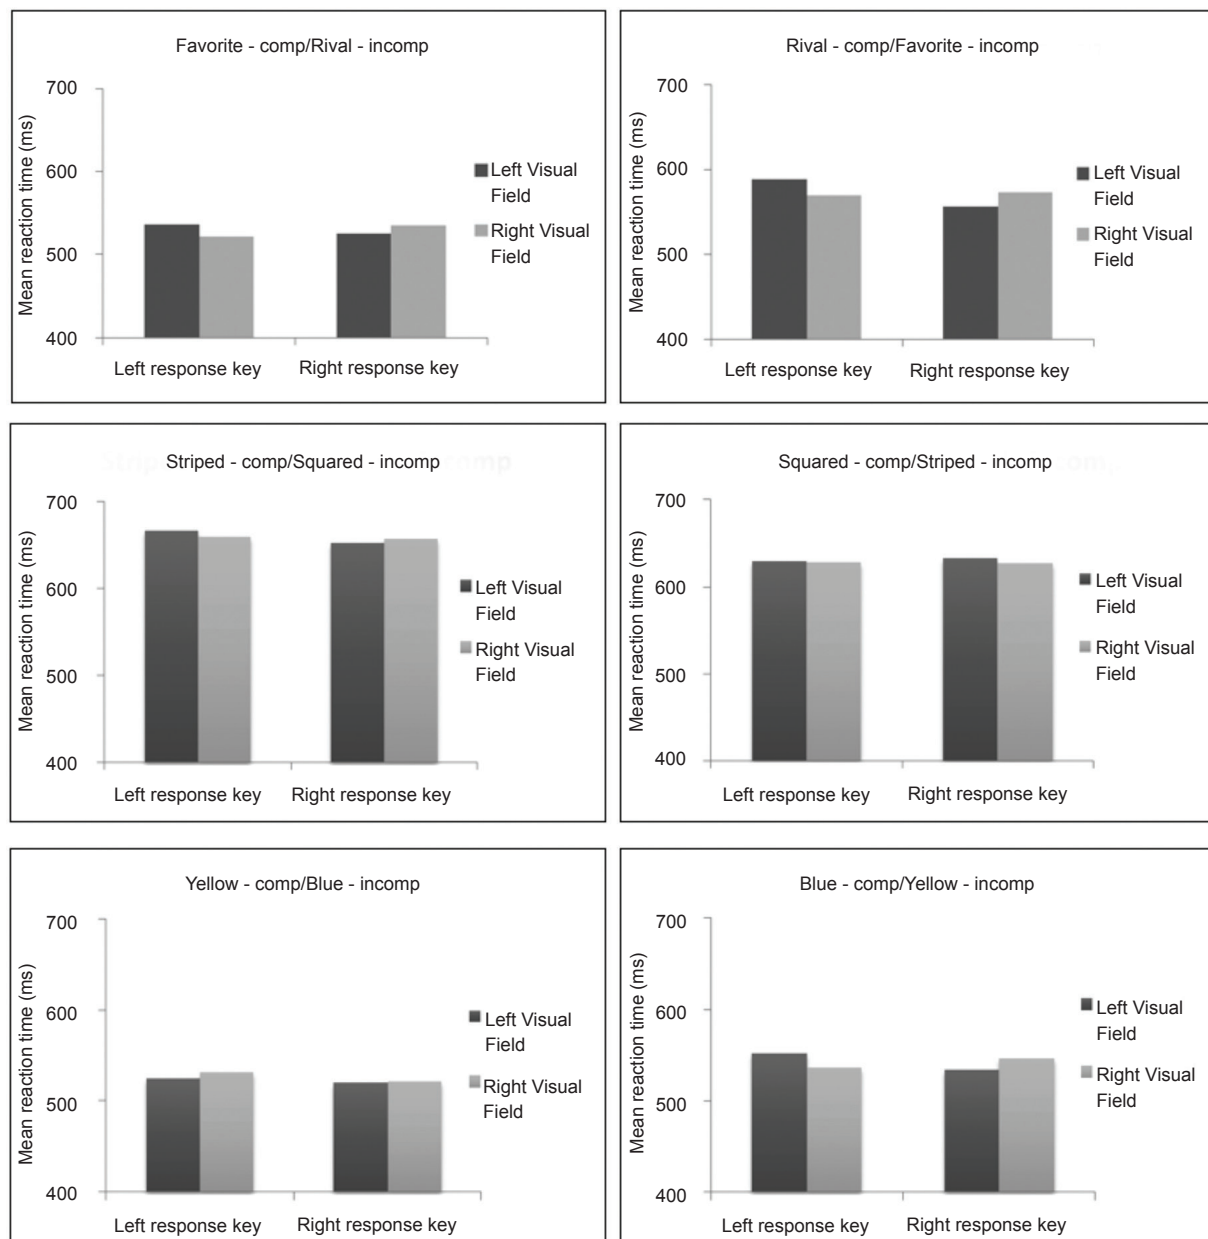 Favorite - comp/Rival - incomp
Mean reaction time (ms)
700
600
500
400
Left response key
Right response key
Left Visual
Field
Right Visual
Field
Rival - comp/Favorite - incomp
Mean reaction time (ms)
700
600
500
400
Left response key
Right response key
Left Visual
Field
Right Visual
Field
Striped - comp/Squared - incomp
Mean reaction time (ms)
700
600
500
400
Left response key
Right response key
Left Visual
Field
Right Visual
Field
Squared - comp/Striped - incomp
Mean reaction time (ms)
700
600
500
400
Left response key
Right response key
Left Visual
Field
Right Visual
Field
Yellow - comp/Blue - incomp
Mean reaction time (ms)
700
600
500
400
Left response key
Right response key
Left Visual
Field
Right Visual
Field
Blue - comp/Yellow - incomp
Mean reaction time (ms)
700
600
500
400
Left response key
Right response key
Left Visual
Field
Right Visual
Field